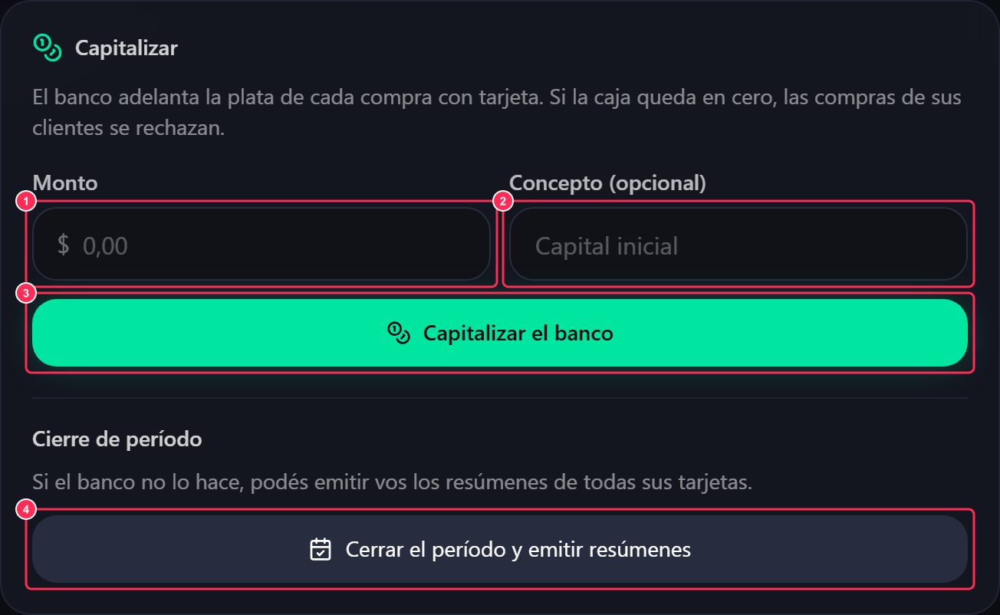 Capitalizar
El banco adelanta la plata de cada compra con tarjeta. Si la caja queda en cero, las compras de sus
clientes se rechazan.
Monto
Concepto (opcional)
1
2
$ 0,00
Capital inicial
3
Capitalizar el banco
Cierre de período
Si el banco no lo hace, podés emitir vos los resúmenes de todas sus tarjetas.
4
Cerrar el período y emitir resúmenes